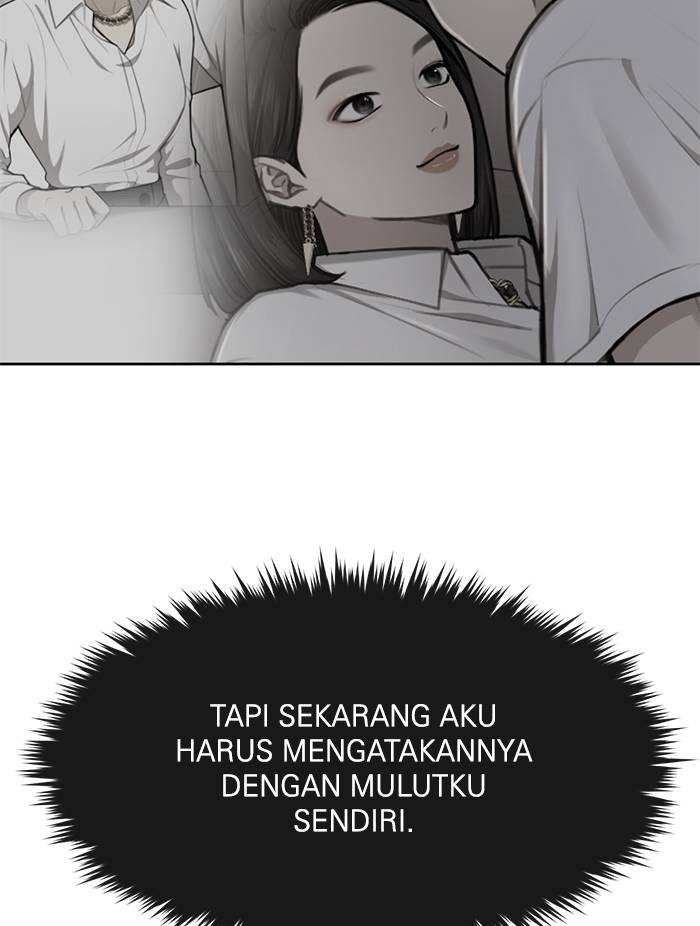 TAPI SEKARANG AKU
HARUS MENGATAKANNYA
DENGAN MULUTKU
SENDIRI.